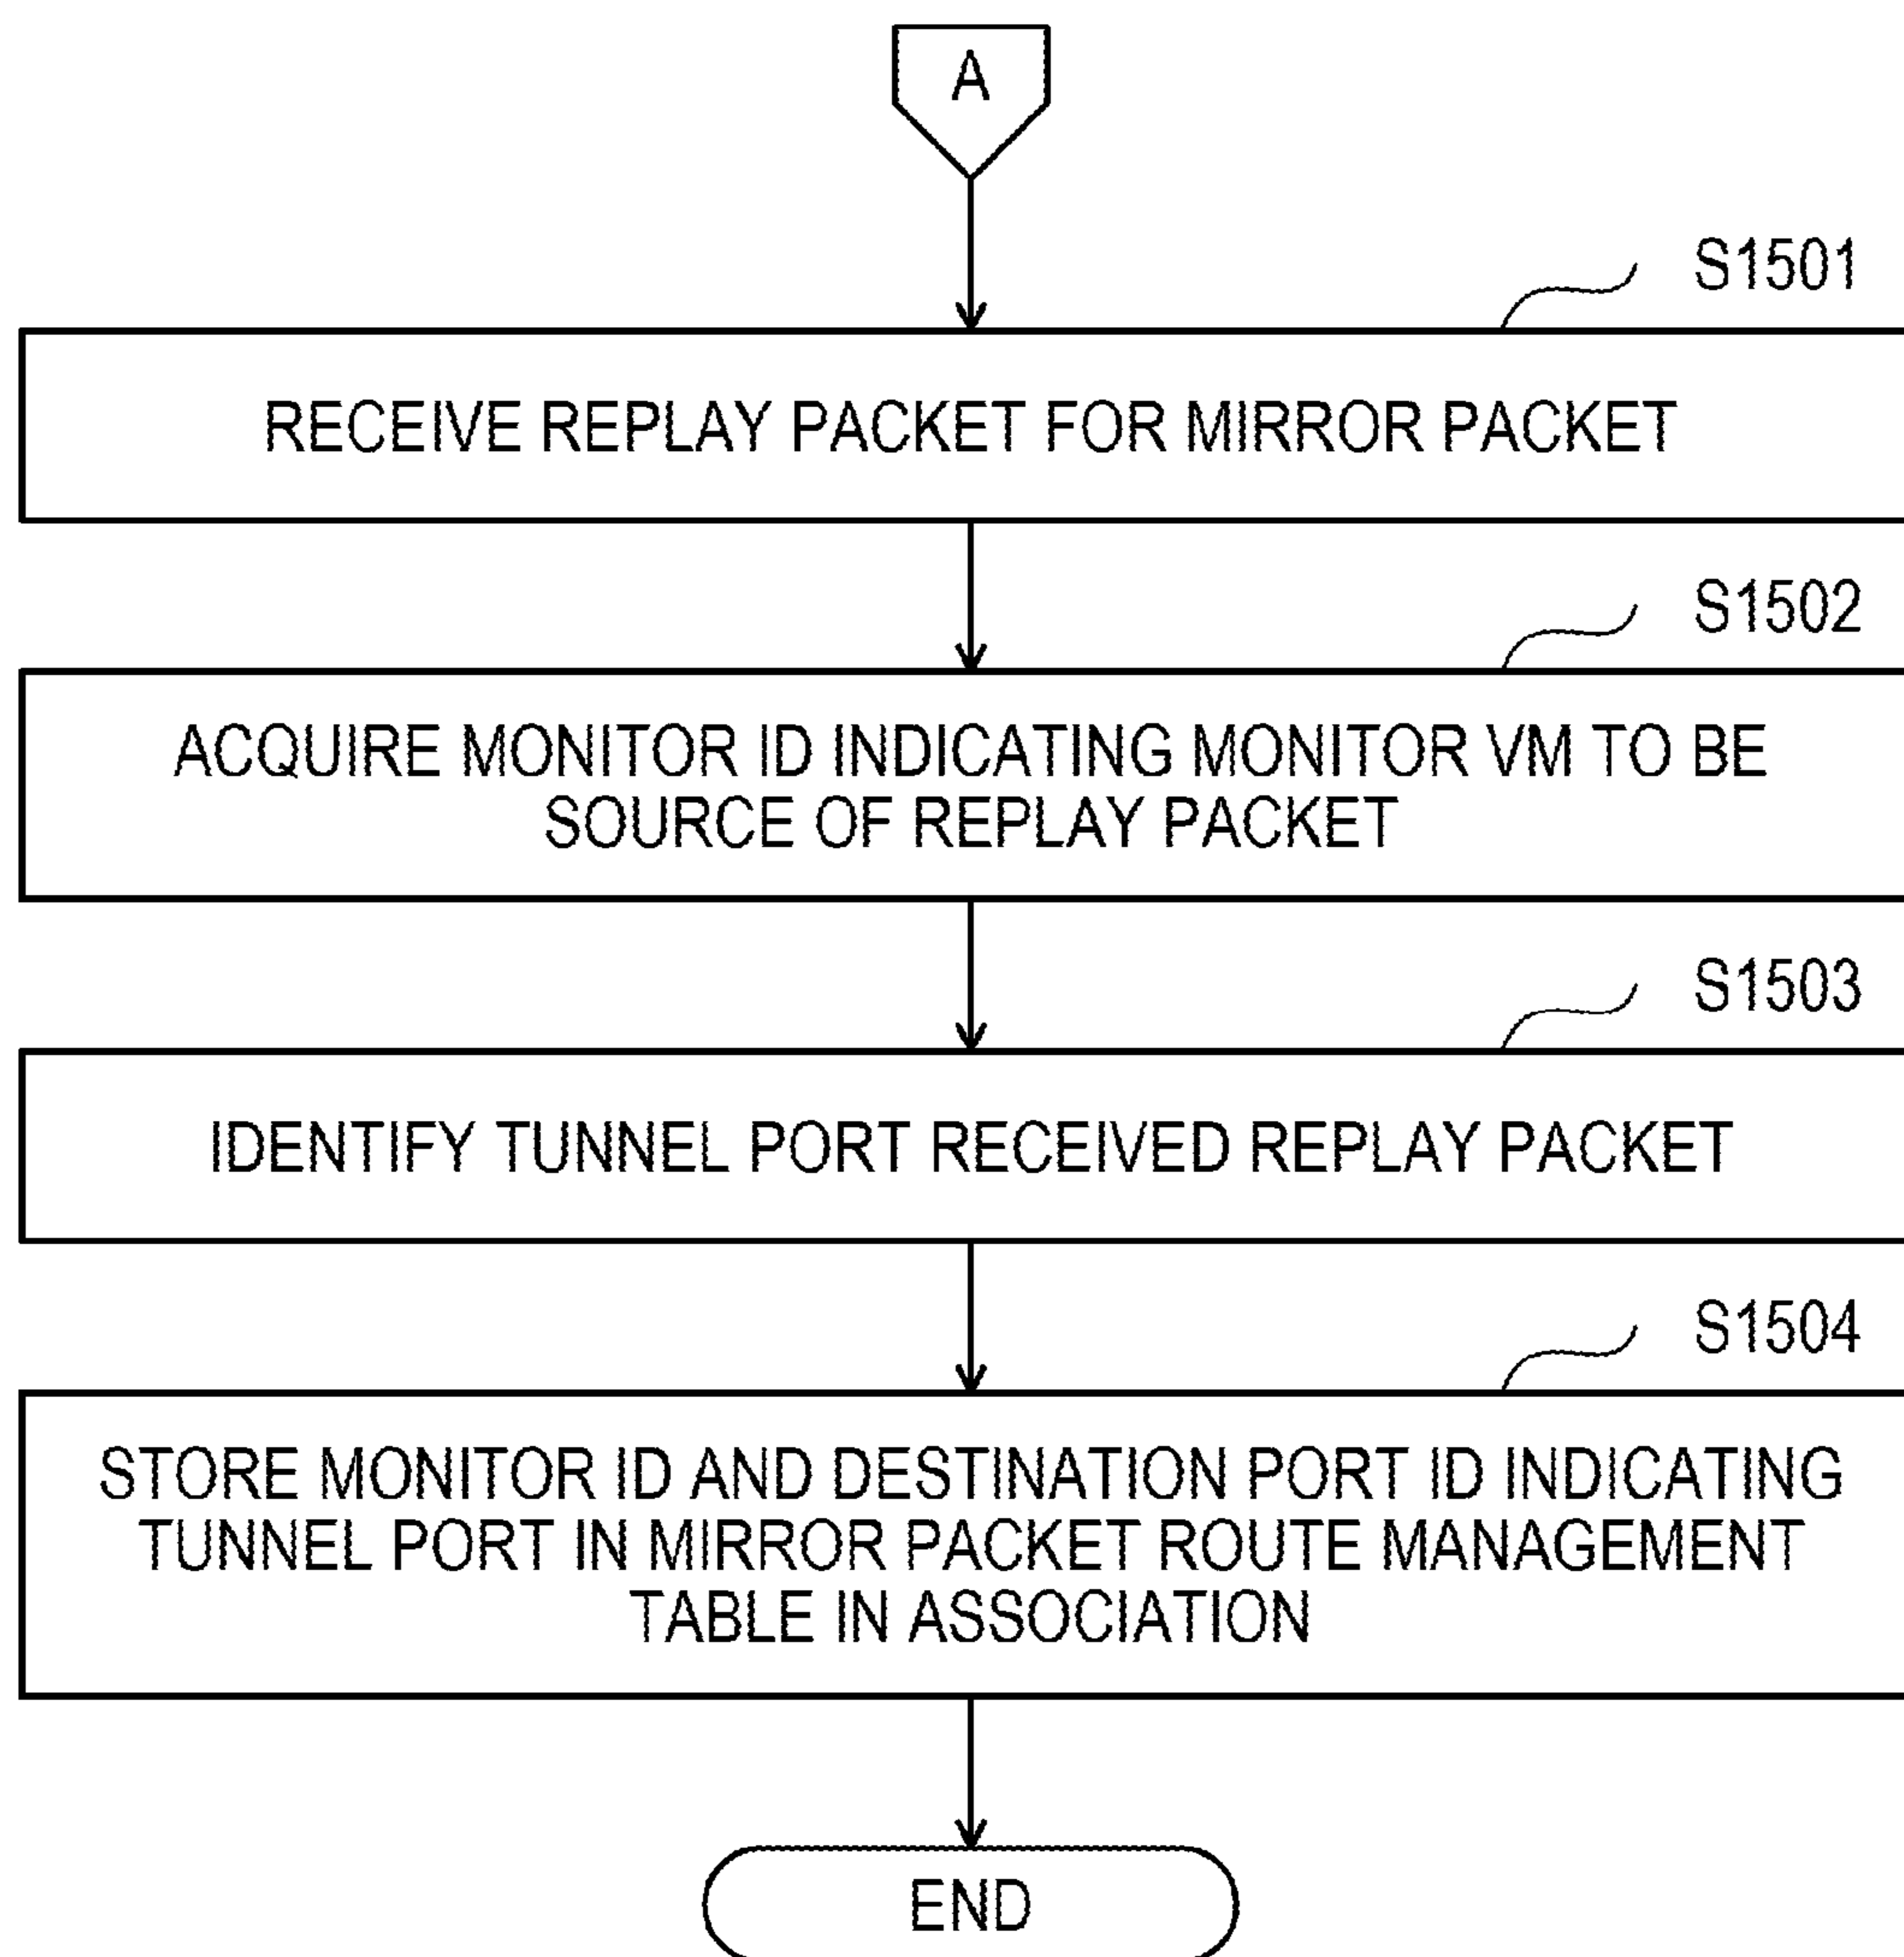 A
S1501
RECEIVE REPLAY PACKET FOR MIRROR PACKET
S1502
ACQUIRE MONITOR ID INDICATING MONITOR VM TO BE
SOURCE OF REPLAY PACKET
S1503
IDENTIFY TUNNEL PORT RECEIVED REPLAY PACKET
S1504
STORE MONITOR ID AND DESTINATION PORT ID INDICATING
TUNNEL PORT IN MIRROR PACKET ROUTE MANAGEMENT
TABLE IN ASSOCIATION
END